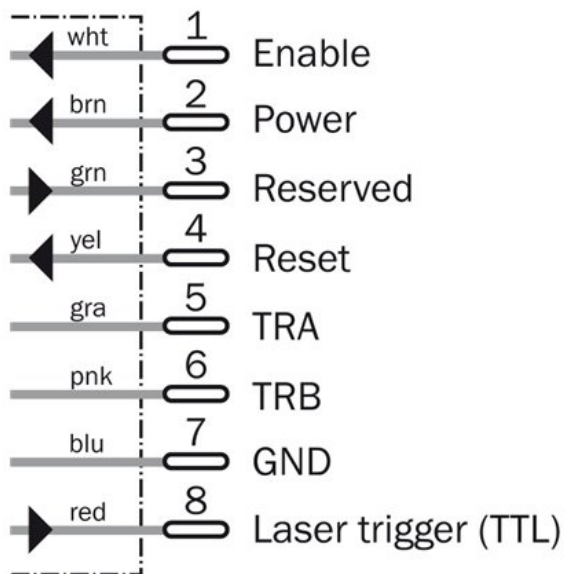 wht 1 Enable
brn 2 Power
grn 3 Reserved
yel 4 Reset
gra 5 TRA
pnk 6 TRB
blu 7 GND
red 8 Laser trigger (TTL)